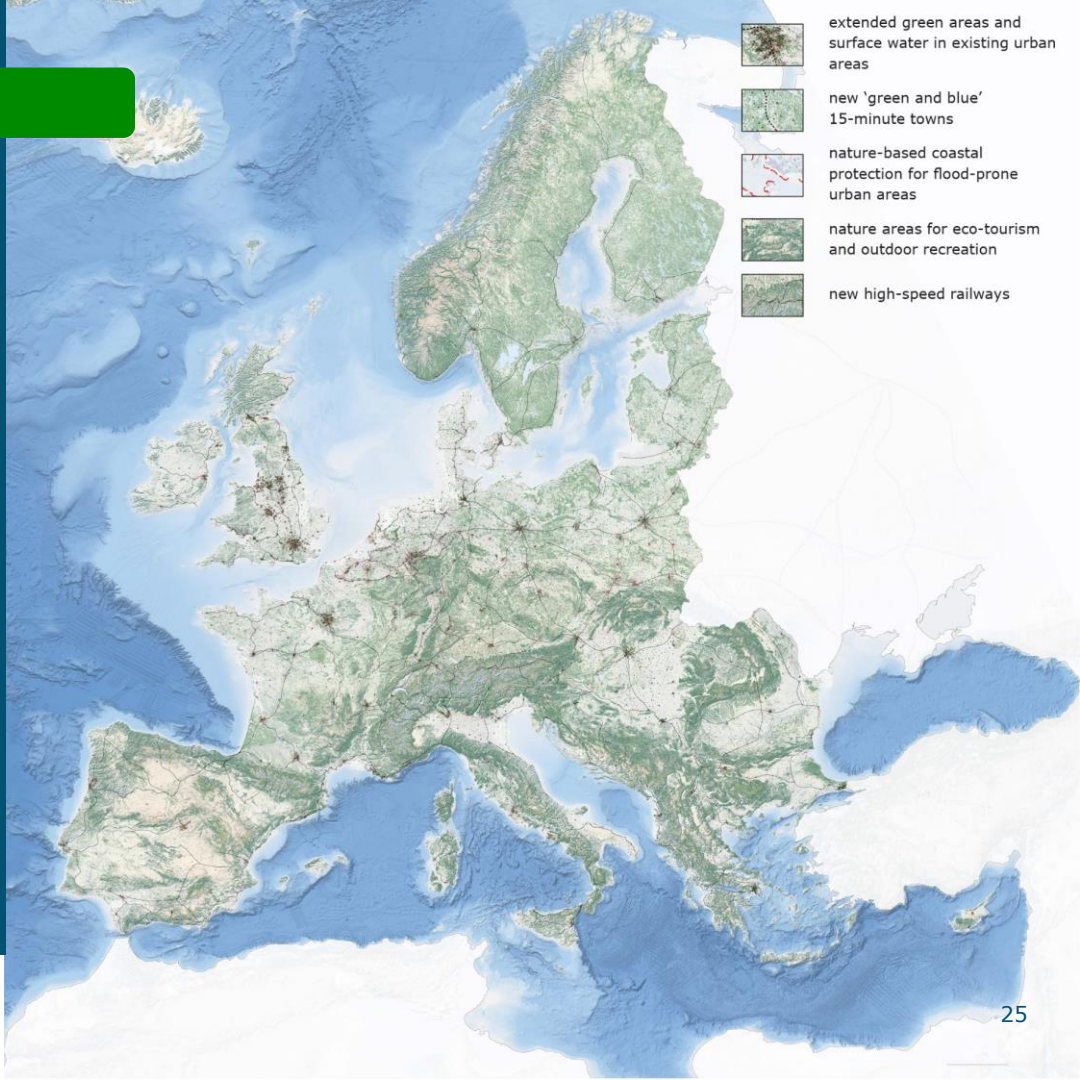 extended green areas and
surface water in existing urban
areas
new ‘green and blue’
15-minute towns
nature-based coastal
protection for flood-prone
urban areas
nature areas for eco-tourism
and outdoor recreation
new high-speed railways
25